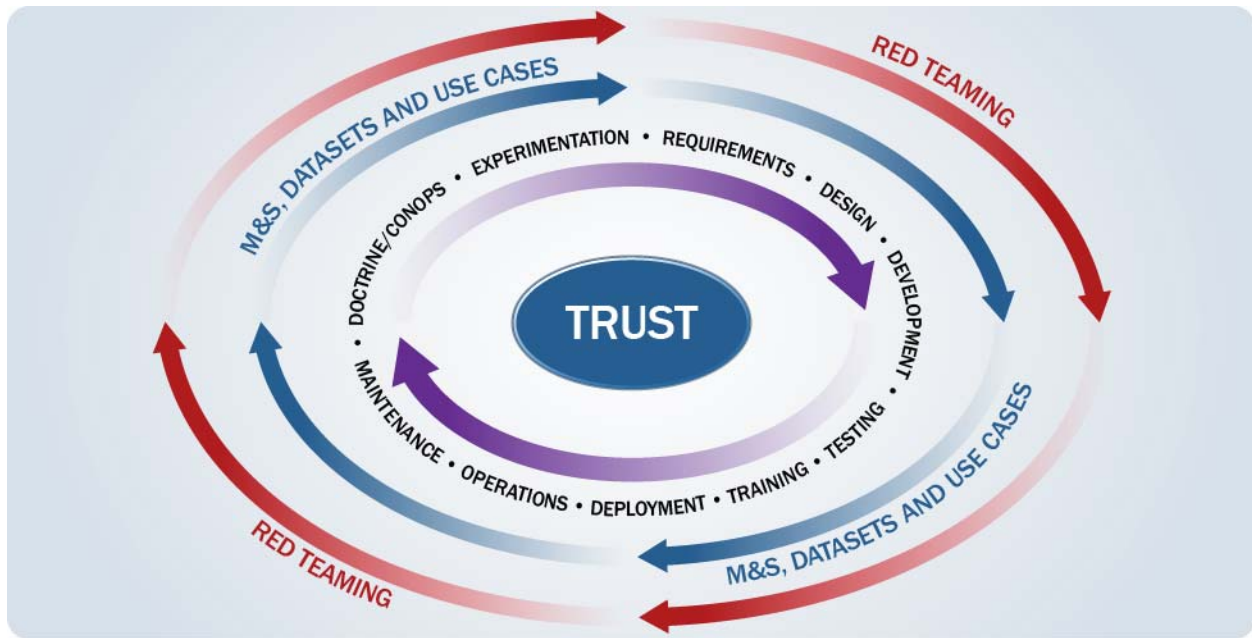 RED TEAMING
M&S, DATASETS AND USE CASES
• DOCTRINE/CONOPS • EXPERIMENTATION • REQUIREMENTS • DESIGN • DEVELOPMENT • TESTING • TRAINING • DEPLOYMENT • OPERATIONS • MAINTENANCE
TRUST
M&S, DATASETS AND USE CASES
RED TEAMING